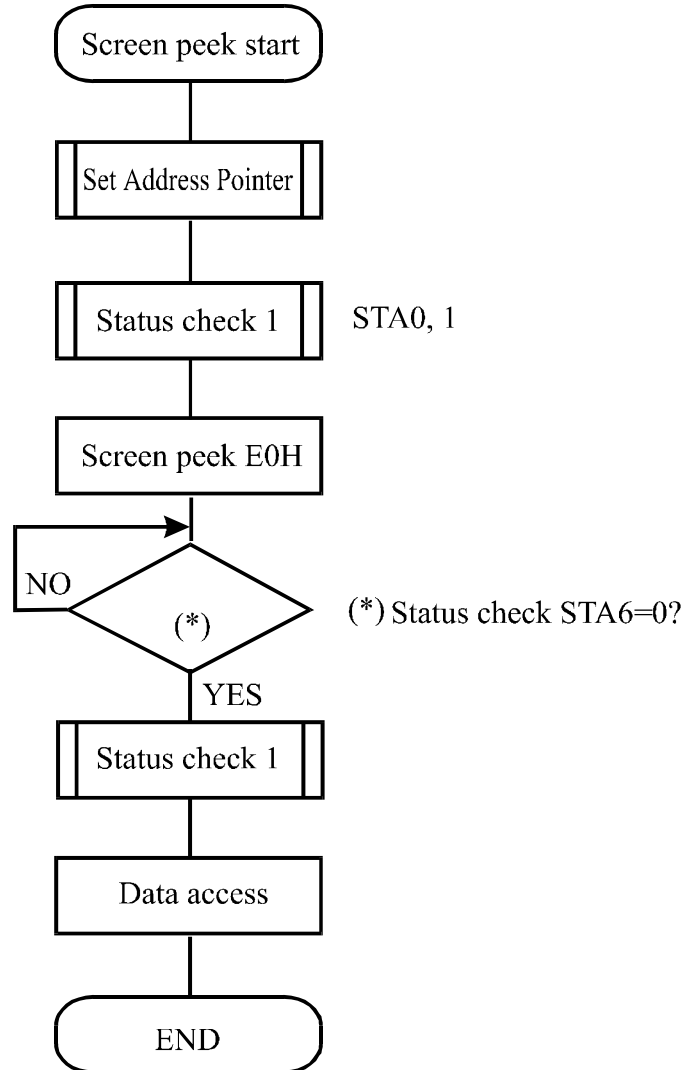 Screen peek start
Set Address Pointer
Status check 1
STA0, 1
Screen peek E0H
NO
(*)
(*) Status check STA6=0?
YES
Status check 1
Data access
END